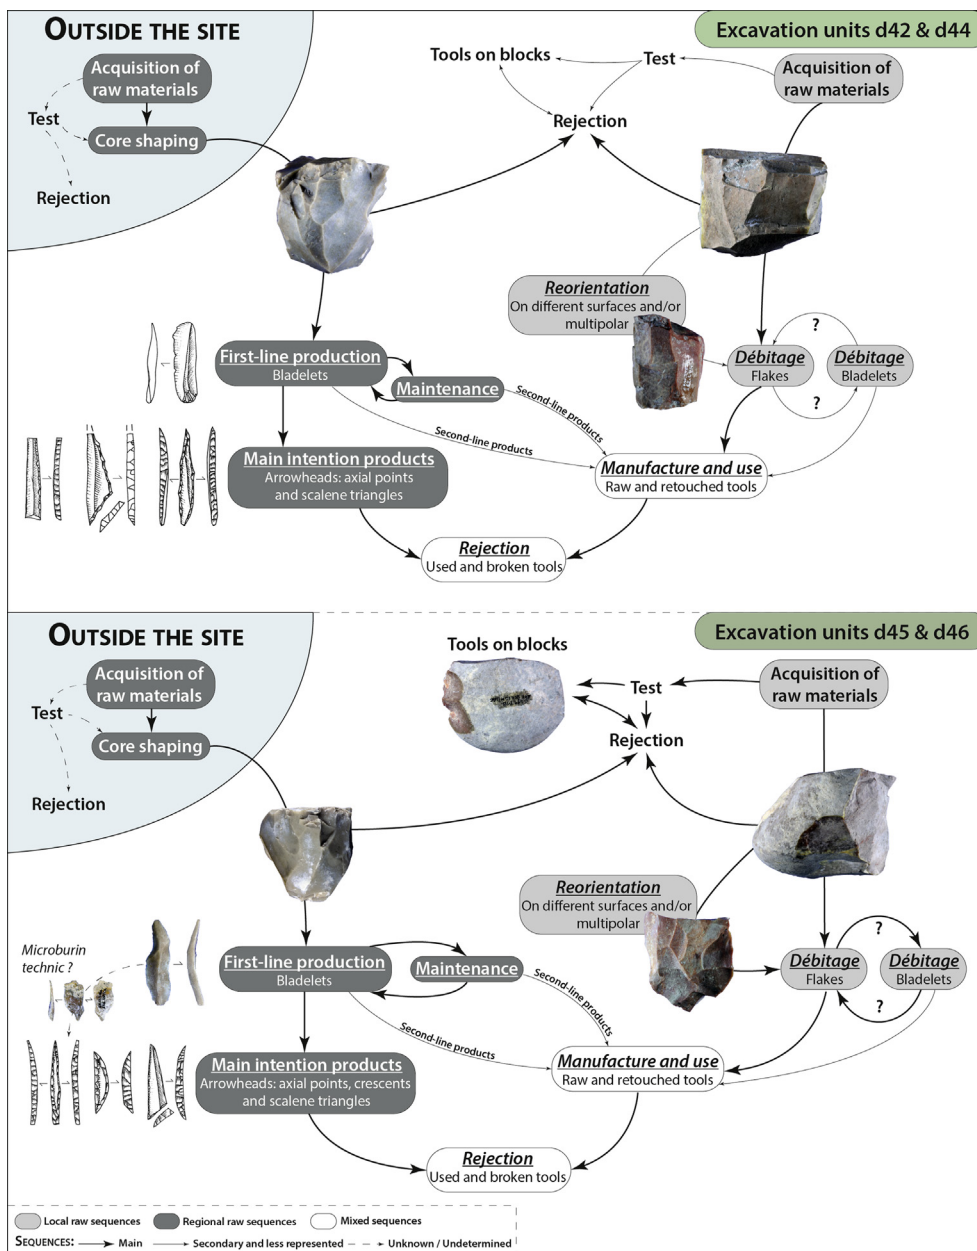 OUTSIDE THE SITE
Excavation units d42 & d44
Acquisition of
raw materials
Test
Core shaping
Rejection
Tools on blocks
Test
Acquisition of
raw materials
Rejection
Reorientation
On different surfaces and/or
multipolar
First-line production
Bladelets
Maintenance
Débitage
Flakes
?
?
Débitage
Bladelets
Second-line products
Second-line products
Main intention products
Arrowheads: axial points
and scalene triangles
Manufacture and use
Raw and retouched tools
Rejection
Used and broken tools
OUTSIDE THE SITE
Excavation units d45 & d46
Acquisition of
raw materials
Test
Core shaping
Rejection
Tools on blocks
Test
Acquisition of
raw materials
Rejection
Reorientation
On different surfaces and/or
multipolar
Microburin
technic ?
First-line production
Bladelets
Maintenance
Débitage
Flakes
?
?
Débitage
Bladelets
Second-line products
Second-line products
Main intention products
Arrowheads: axial points, crescents
and scalene triangles
Manufacture and use
Raw and retouched tools
Rejection
Used and broken tools
Local raw sequences Regional raw sequences Mixed sequences
SEQUENCES: Main Secondary and less represented Unknown / Undetermined